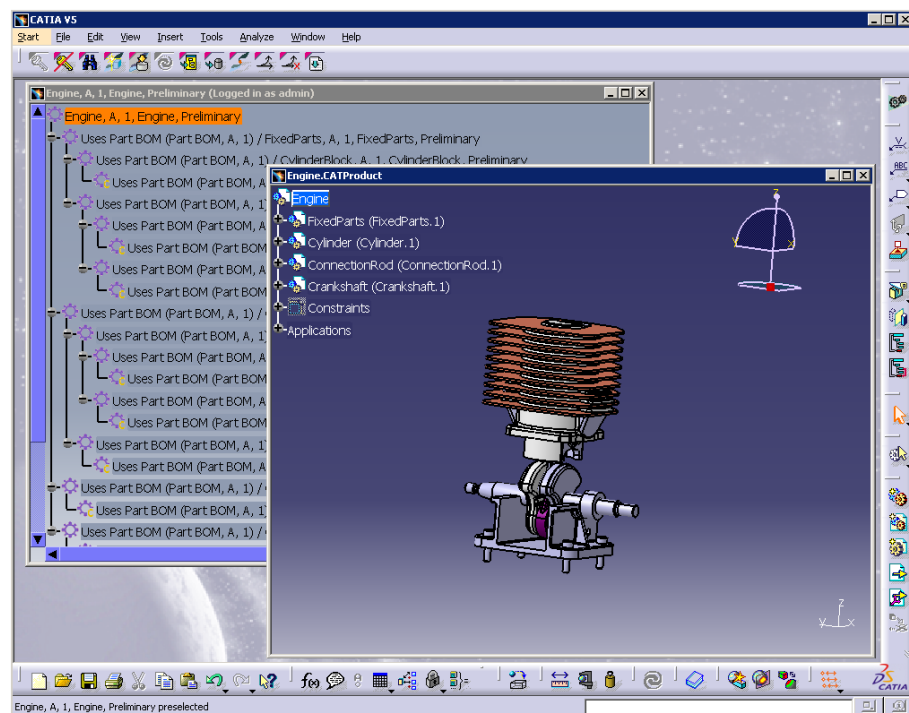 CATIA V5
Start File Edit View Insert Tools Analyze Window Help
Engine, A, 1, Engine, Preliminary (Logged in as admin)
Engine, A, 1, Engine, Preliminary
Uses Part BOM (Part BOM, A, 1) / FixedParts, A, 1, FixedParts, Preliminary
Uses Part BOM (Part BOM, A, 1) / CylinderBlock, A, 1, CylinderBlock, Preliminary
Uses Part BOM (Part BOM, A
Uses Part BOM (Part BOM, A, 1)
Uses Part BOM (Part BOM, A
Uses Part BOM (Part BOM
Uses Part BOM (Part BOM, A
Uses Part BOM (Part BOM
Uses Part BOM (Part BOM, A, 1) /
Uses Part BOM (Part BOM, A, 1)
Uses Part BOM (Part BOM, A
Uses Part BOM (Part BOM
Uses Part BOM (Part BOM, A
Uses Part BOM (Part BOM
Uses Part BOM (Part BOM, A, 1)
Uses Part BOM (Part BOM, A
Uses Part BOM (Part BOM, A, 1) /
Uses Part BOM (Part BOM, A, 1)
Uses Part BOM (Part BOM, A, 1) /
Engine.CATProduct
Engine
FixedParts (FixedParts.1)
Cylinder (Cylinder.1)
ConnectionRod (ConnectionRod.1)
Crankshaft (Crankshaft.1)
Constraints
Applications
z
y x
z
y x
ABC
f(x)
CATIA
Engine, A, 1, Engine, Preliminary preselected